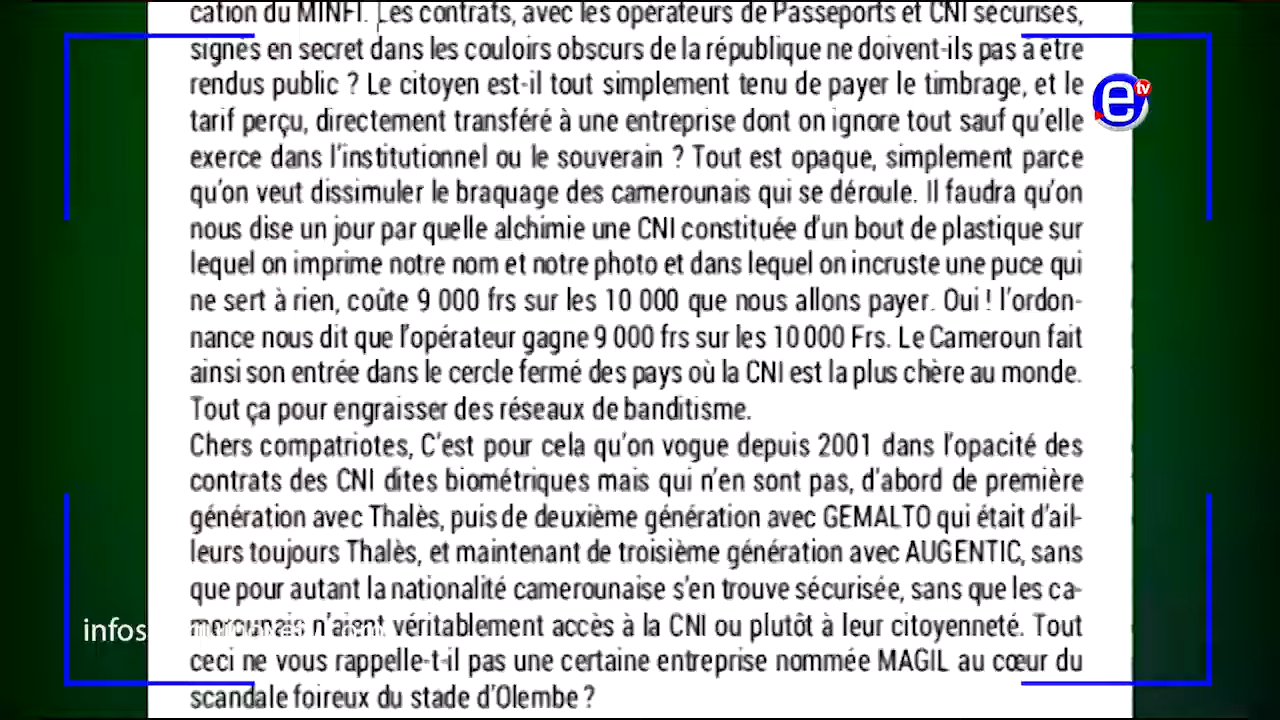 cation du MINFI. Les contrats, avec les opérateurs de Passeports et CNI sécurisés,
signés en secret dans les couloirs obscurs de la république ne doivent-ils pas à être
rendus public ? Le citoyen est-il tout simplement tenu de payer le timbrage, et le
tarif perçu, directement transféré à une entreprise dont on ignore tout sauf qu'elle
exerce dans l'institutionnel ou le souverain ? Tout est opaque, simplement parce
qu'on veut dissimuler le braquage des camerounais qui se déroule. Il faudra qu'on
nous dise un jour par quelle alchimie une CNI constituée d'un bout de plastique sur
lequel on imprime notre nom et notre photo et dans lequel on incruste une puce qui
ne sert à rien, coûte 9 000 frs sur les 10 000 que nous allons payer. Oui ! l'ordon-
nance nous dit que l'opérateur gagne 9 000 frs sur les 10 000 Frs. Le Cameroun fait
ainsi son entrée dans le cercle fermé des pays où la CNI est la plus chère au monde.
Tout ça pour engraisser des réseaux de banditisme.
Chers compatriotes, C'est pour cela qu'on vogue depuis 2001 dans l'opacité des
contrats des CNI dites biométriques mais qui n'en sont pas, d'abord de première
génération avec Thalès, puis de deuxième génération avec GEMALTO qui était d'ail-
leurs toujours Thalès, et maintenant de troisième génération avec AUGENTIC, sans
que pour autant la nationalité camerounaise s'en trouve sécurisée, sans que les ca-
merounais n'aient véritablement accès à la CNI ou plutôt à leur citoyenneté. Tout
ceci ne vous rappelle-t-il pas une certaine entreprise nommée MAGIL au cœur du
scandale foireux du stade d'Olembe ?
e tv
infos